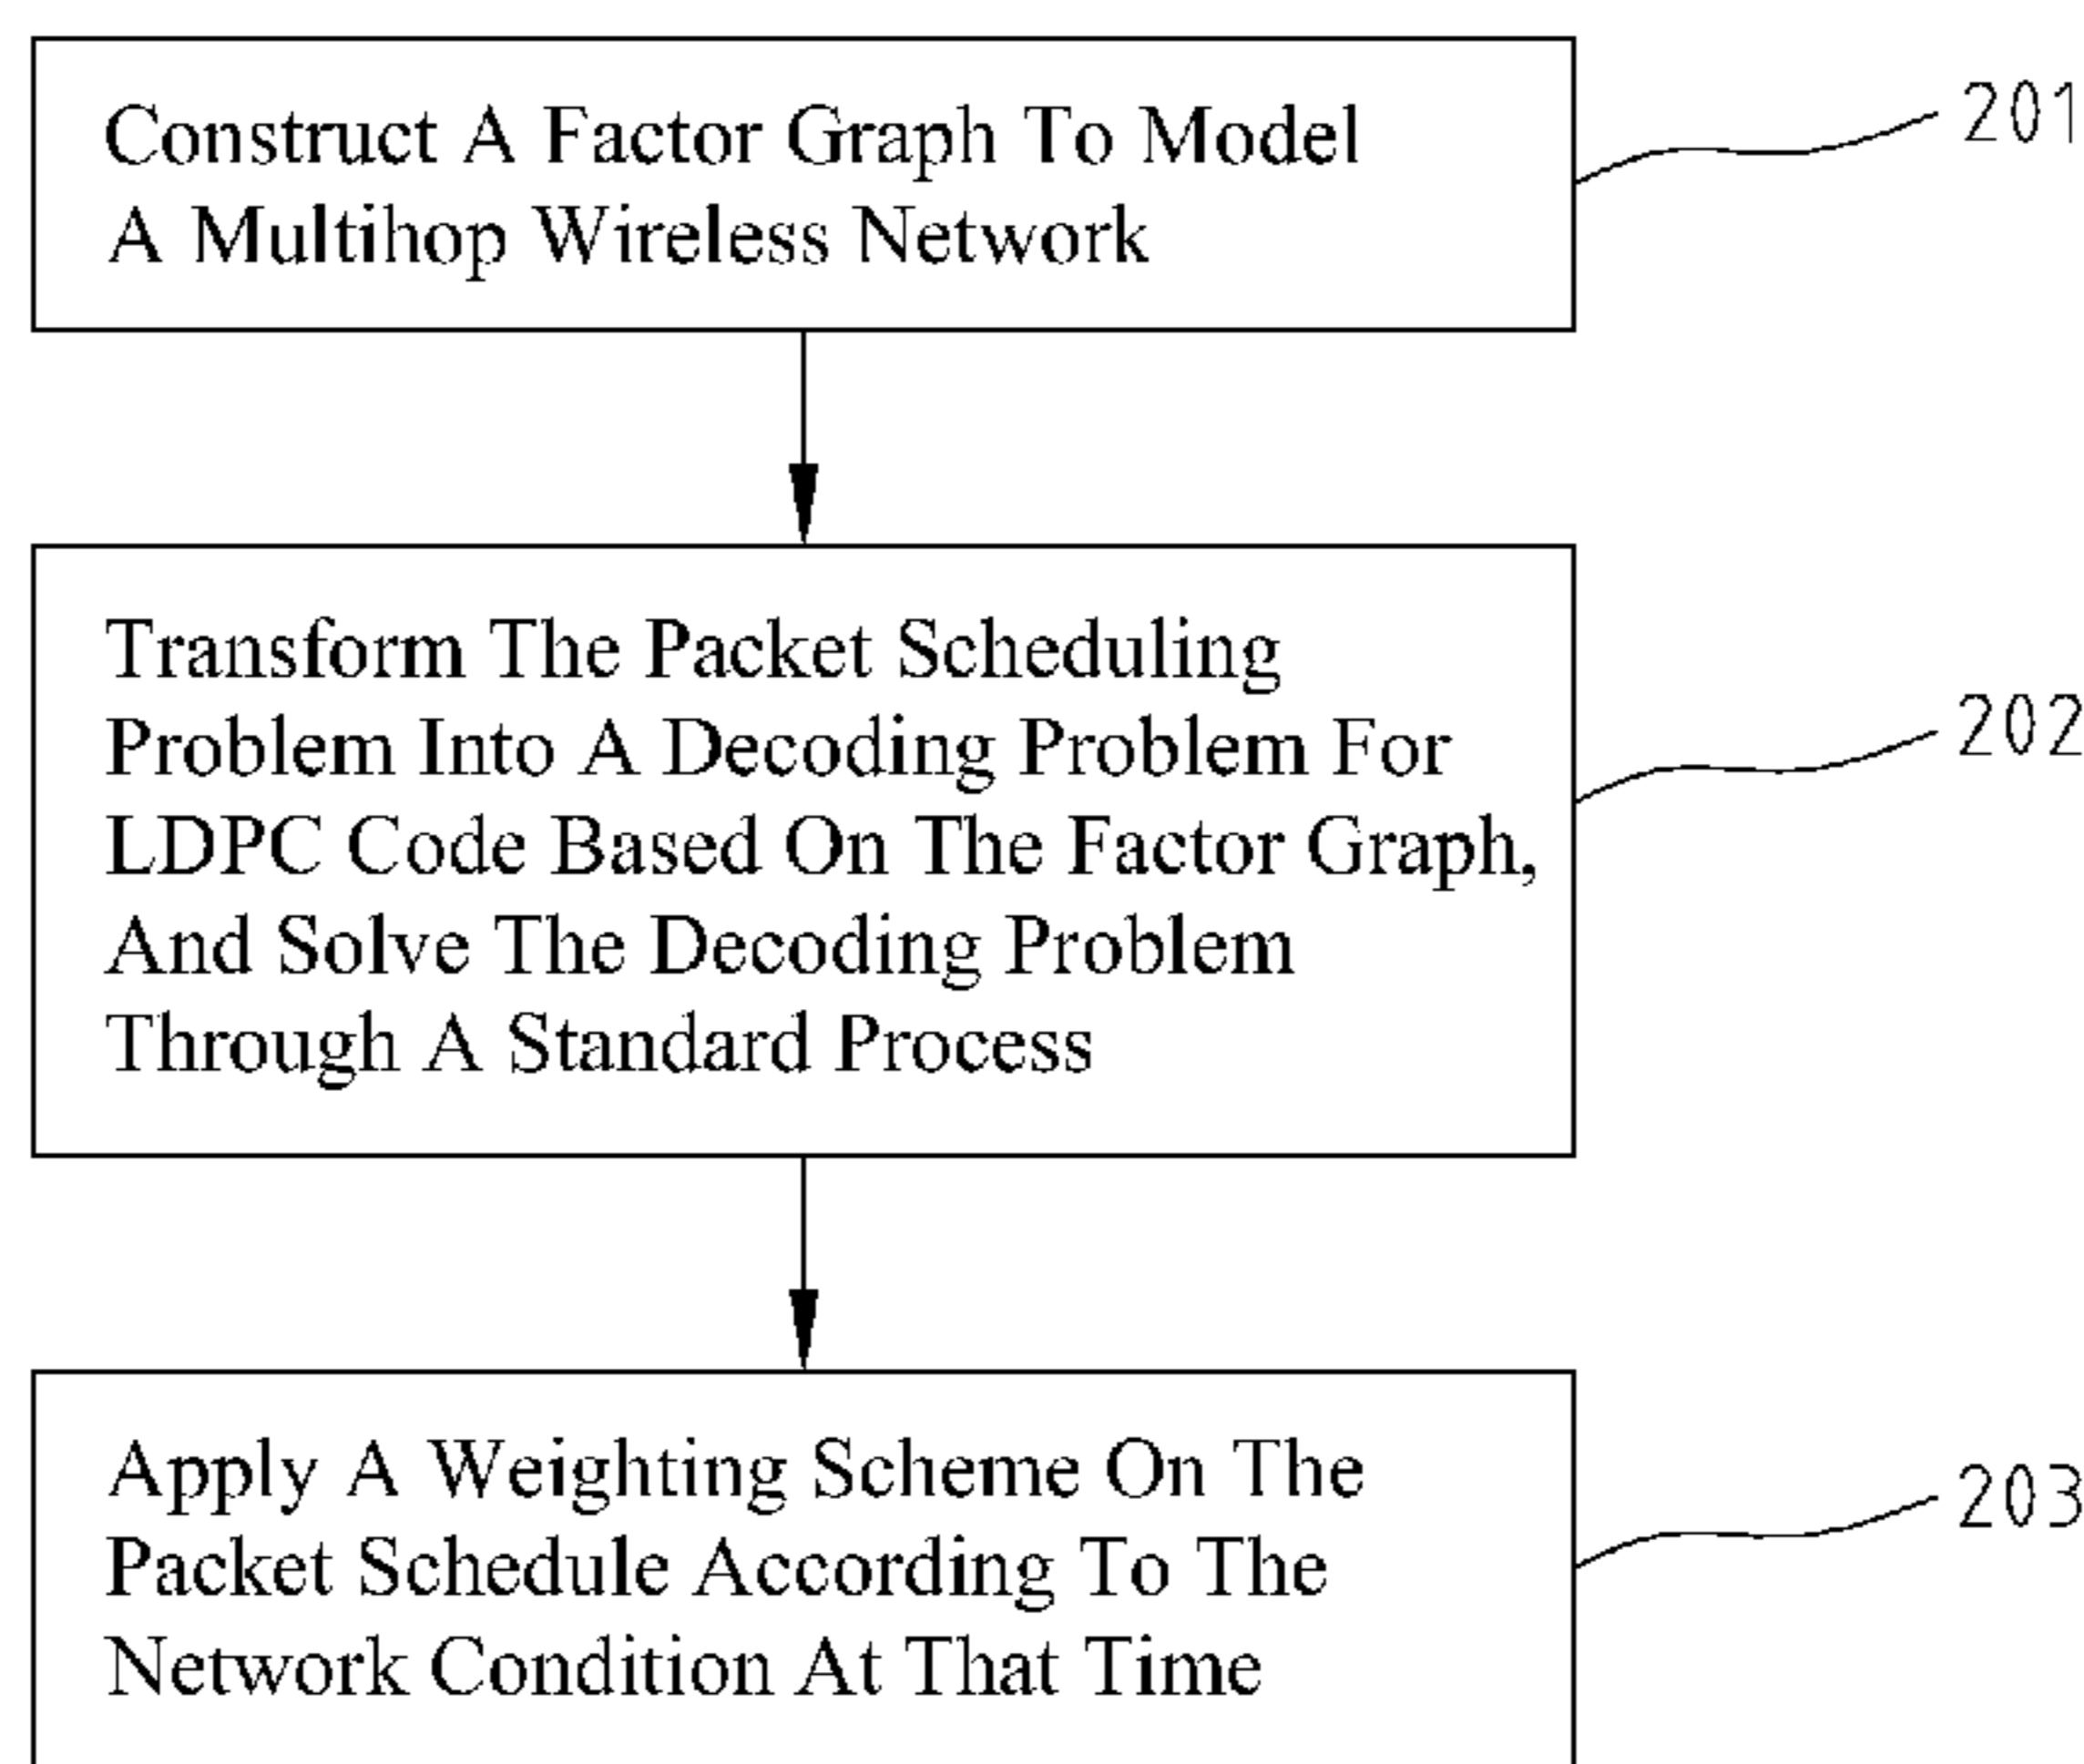 Construct A Factor Graph To Model
A Multihop Wireless Network
201
Transform The Packet Scheduling
Problem Into A Decoding Problem For
LDPC Code Based On The Factor Graph,
And Solve The Decoding Problem
Through A Standard Process
202
Apply A Weighting Scheme On The
Packet Schedule According To The
Network Condition At That Time
203